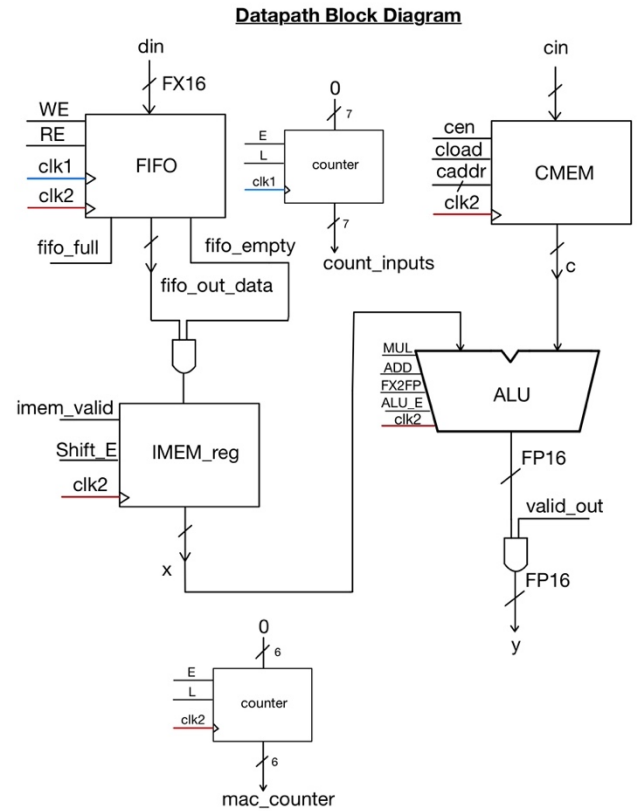 Datapath Block Diagram
din
FX16
WE
RE
clk1
clk2
FIFO
fifo_full
fifo_empty
fifo_out_data
0
7
E
L
clk1
counter
7
count_inputs
cin
cen
cload
caddr
clk2
CMEM
c
imem_valid
Shift_E
clk2
IMEM_reg
x
MUL
ADD
FX2FP
ALU_E
clk2
ALU
FP16
valid_out
FP16
y
0
6
E
L
clk2
counter
6
mac_counter